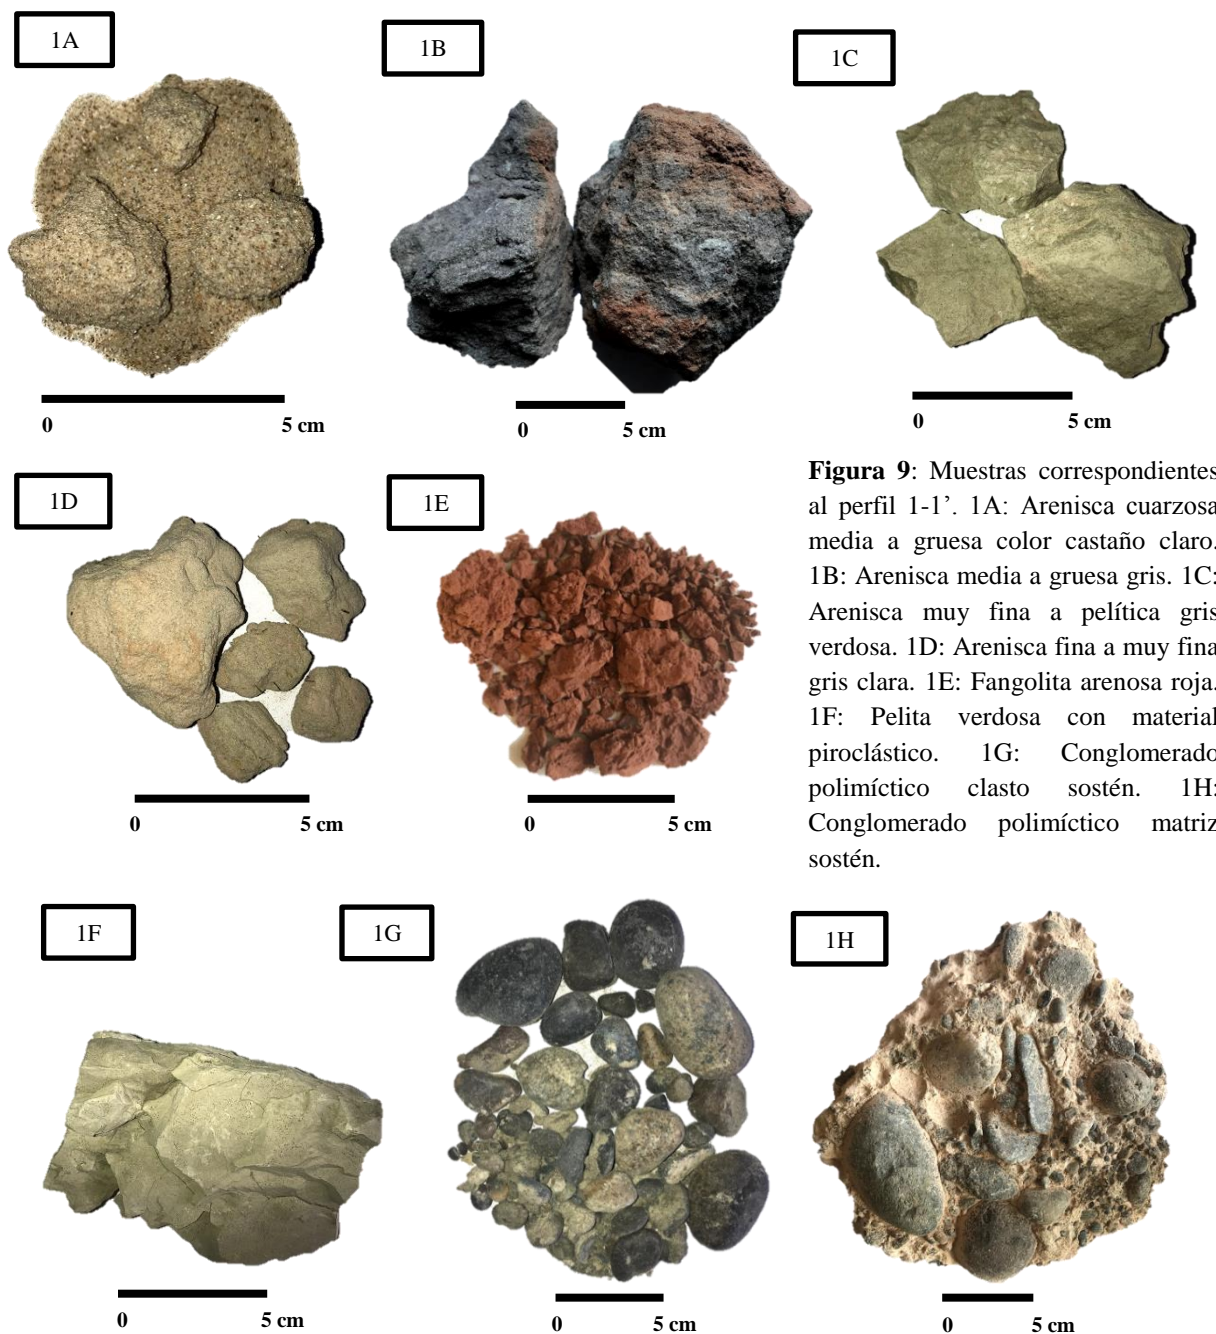 1A
1B
1C
0 5 cm
0 5 cm
0 5 cm
1D
1E
Figura 9: Muestras correspondientes
al perfil 1-1’. 1A: Arenisca cuarzosa
media a gruesa color castaño claro.
1B: Arenisca media a gruesa gris. 1C:
Arenisca muy fina a pelítica gris
verdosa. 1D: Arenisca fina a muy fina
gris clara. 1E: Fangolita arenosa roja.
1F: Pelita verdosa con material
piroclástico. 1G: Conglomerado
polimíctico clasto sostén. 1H:
Conglomerado polimíctico matriz
sostén.
0 5 cm
0 5 cm
1F
1G
1H
0 5 cm
0 5 cm
0 5 cm